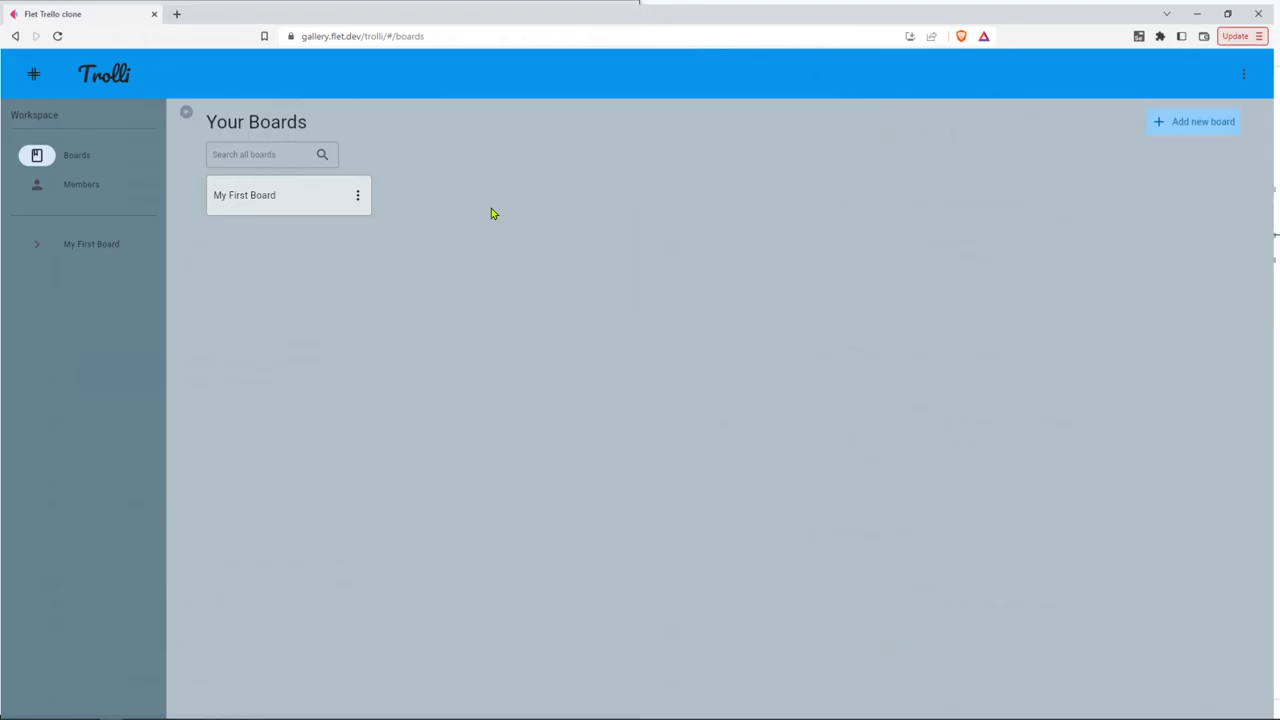 Flet Trello clone
gallery.flet.dev/trolli/#/boards
Update
Trolli
Workspace
Boards
Members
My First Board
Your Boards
Add new board
Search all boards
My First Board